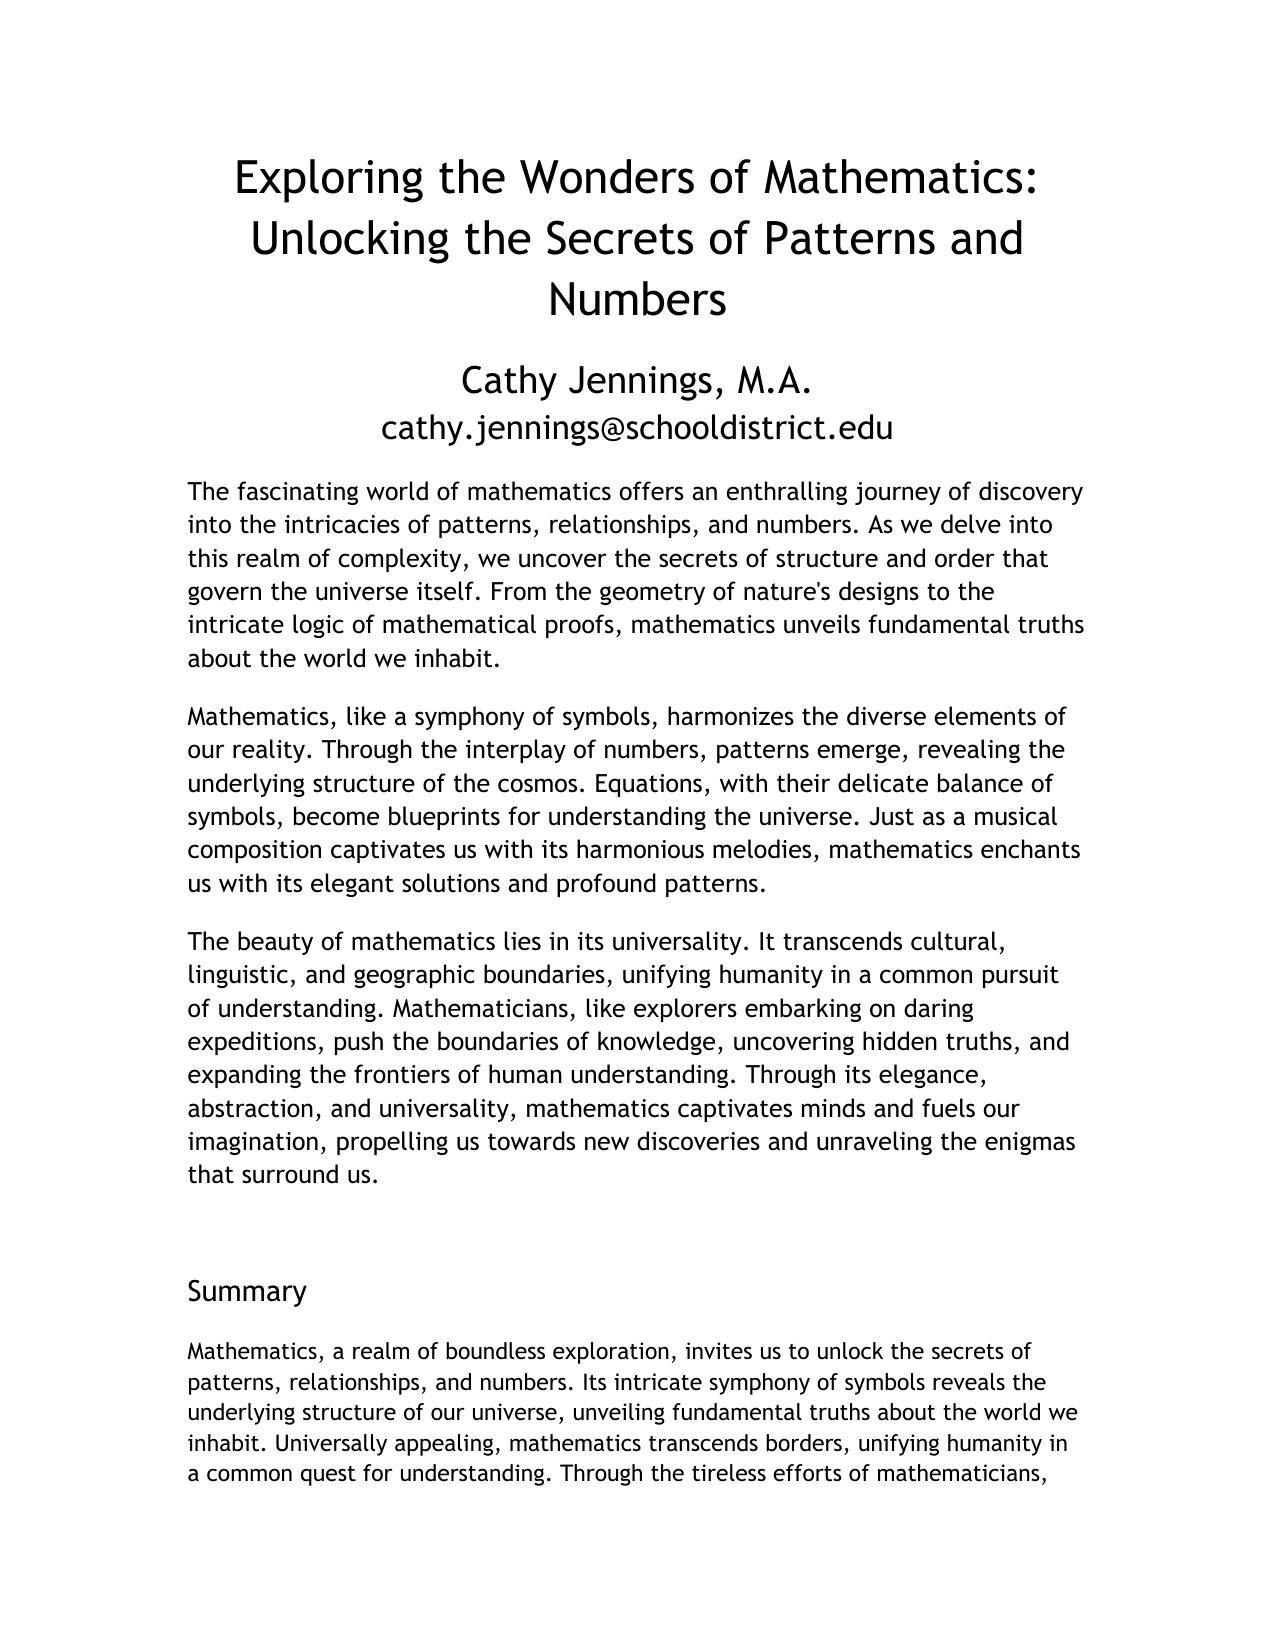 Exploring the Wonders of Mathematics:
Unlocking the Secrets of Patterns and
Numbers
Cathy Jennings, M.A.
cathy.jennings@schooldistrict.edu
The fascinating world of mathematics offers an enthralling journey of discovery
into the intricacies of patterns, relationships, and numbers. As we delve into
this realm of complexity, we uncover the secrets of structure and order that
govern the universe itself. From the geometry of nature's designs to the
intricate logic of mathematical proofs, mathematics unveils fundamental truths
about the world we inhabit.
Mathematics, like a symphony of symbols, harmonizes the diverse elements of
our reality. Through the interplay of numbers, patterns emerge, revealing the
underlying structure of the cosmos. Equations, with their delicate balance of
symbols, become blueprints for understanding the universe. Just as a musical
composition captivates us with its harmonious melodies, mathematics enchants
us with its elegant solutions and profound patterns.
The beauty of mathematics lies in its universality. It transcends cultural,
linguistic, and geographic boundaries, unifying humanity in a common pursuit
of understanding. Mathematicians, like explorers embarking on daring
expeditions, push the boundaries of knowledge, uncovering hidden truths, and
expanding the frontiers of human understanding. Through its elegance,
abstraction, and universality, mathematics captivates minds and fuels our
imagination, propelling us towards new discoveries and unraveling the enigmas
that surround us.
Summary
Mathematics, a realm of boundless exploration, invites us to unlock the secrets of
patterns, relationships, and numbers. Its intricate symphony of symbols reveals the
underlying structure of our universe, unveiling fundamental truths about the world we
inhabit. Universally appealing, mathematics transcends borders, unifying humanity in
a common quest for understanding. Through the tireless efforts of mathematicians,